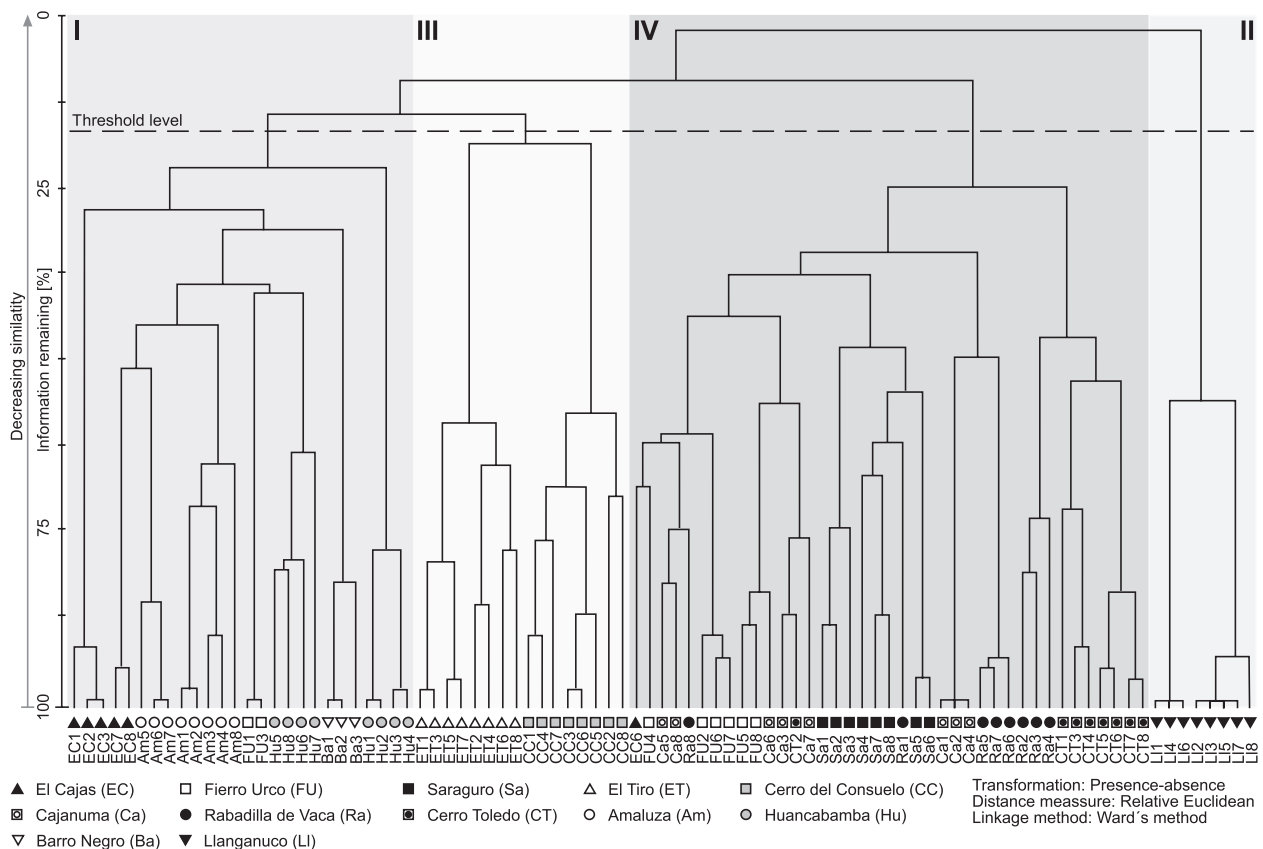 I
III
IV
II
Threshold level
0
25
75
100
Decreasing similatity
Information remaining [%]
EC1 EC2 EC3 EC7 EC8 Am5 Am6 Am7 Am1 Am2 Am3 Am4 Am8 FU1 FU3 Hu5 Hu8 Hu6 Hu7 Ba1 Ba2 Ba3 Hu1 Hu2 Hu3 Hu4 ET1 ET3 ET5 ET7 ET2 ET4 ET6 ET8 CC1 CC4 CC7 CC3 CC6 CC5 CC2 CC8 EC6 FU4 Ca5 Ca8 Ra8 FU2 FU6 FU7 FU5 FU8 Ca6 Ca3 CT2 Ca7 Sa1 Sa2 Sa3 Sa4 Sa7 Sa8 Ra1 Sa5 Sa6 Ca1 Ca2 Ca4 Ra5 Ra7 Ra6 Ra2 Ra3 Ra4 CT1 CT3 CT4 CT5 CT6 CT7 CT8 Ll1 Ll4 Ll6 Ll2 Ll3 Ll5 Ll7 Ll8
El Cajas (EC)
Fierro Urco (FU)
Saraguro (Sa)
El Tiro (ET)
Cerro del Consuelo (CC)
Cajanuma (Ca)
Rabadilla de Vaca (Ra)
Cerro Toledo (CT)
Amaluza (Am)
Huancabamba (Hu)
Barro Negro (Ba)
Llanganuco (Ll)
Transformation: Presence-absence
Distance meassure: Relative Euclidean
Linkage method: Ward´s method